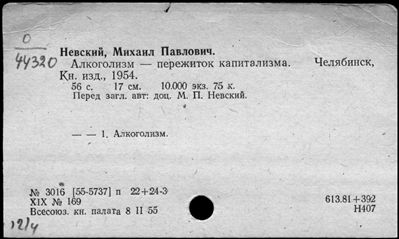 0
44320
Невский, Михаил Павлович.
Алкоголизм — пережиток капитализма. Челябинск,
Кн. изд., 1954.
56 с. 17 см. 10.000 экз. 75 к.
Перед загл. авт: доц. М. П. Невский.
— — 1. Алкоголизм.
№ 3016 [55-5737] п 22+24-3
XIX № 169
Всесоюз. кн. палата 8 II 55
613.81+392
Н407
12/4